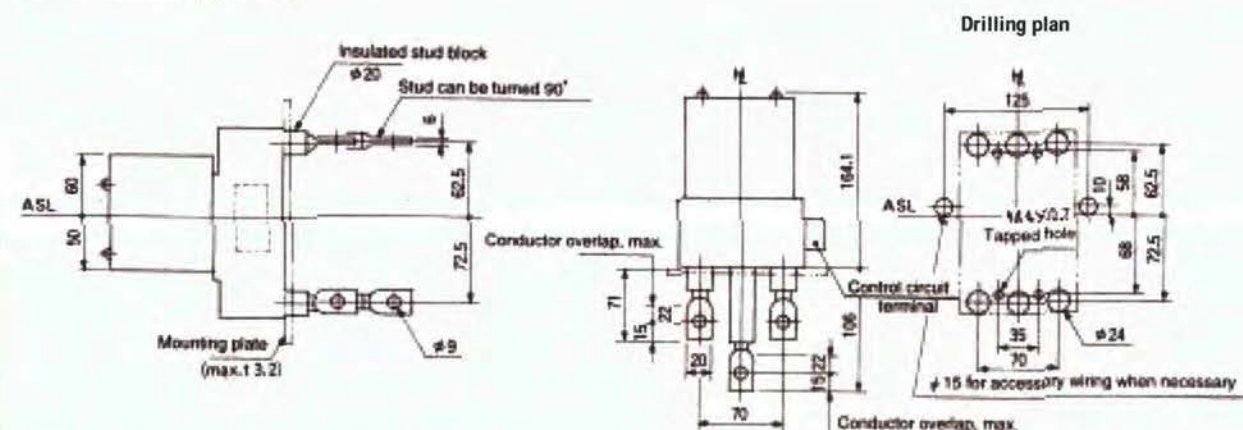 Drilling plan
Insulated stud block
φ20
Stud can be turned 90°
6
60
50
ASL
62.5
72.5
Mounting plate
(max.t 3.2)
φ9
Conductor overlap, max.
71
15
22
20
70
164.1
106
15
22
Control circuit
terminal
Conductor overlap, max.
125
ASL
10
58
62.5
68
72.5
Tapped hole
35
70
φ24
φ15 for accessory wiring when necessary